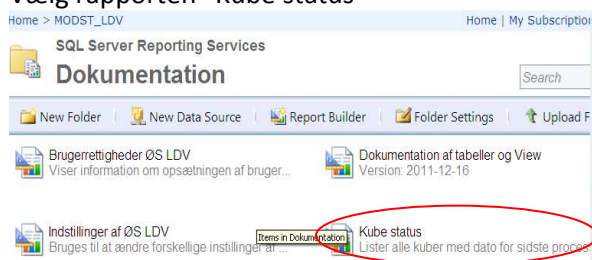 Vælg rapporten "Kube status"
Home > MODST_LDV
Home | My Subscription
SQL Server Reporting Services
Dokumentation
Search
New Folder | New Data Source | Report Builder | Folder Settings | Upload F
Brugerrettigheder ØS LDV
Viser information om opsætningen af bruger...
Dokumentation af tabeller og View
Version: 2011-12-16
Indstillinger af ØS LDV
Bruges til at ændre forskellige instillinger af ...
Items in Dokumentation
Kube status
Lister alle kuber med dato for sidste proces